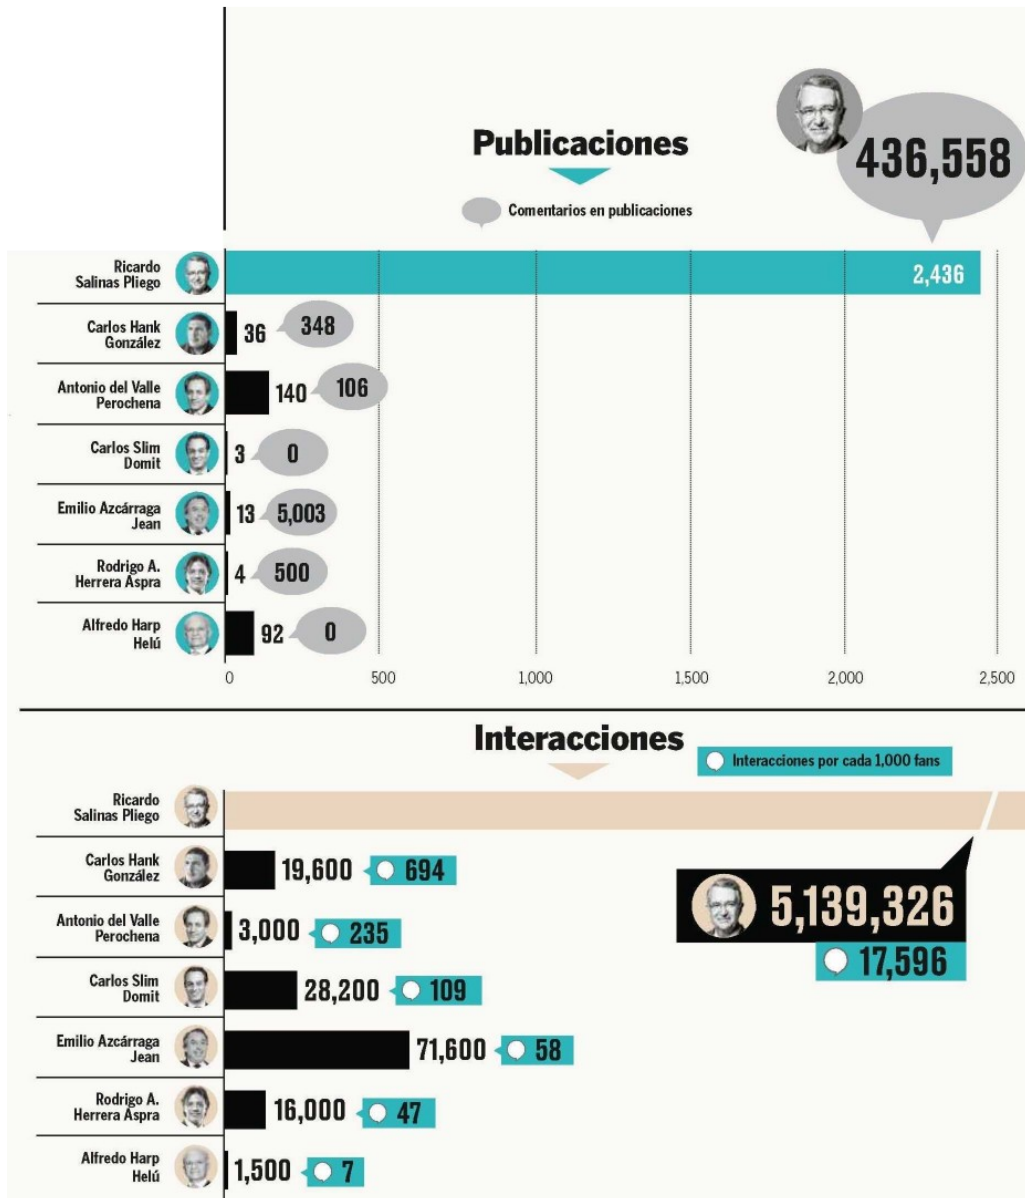 Publicaciones
436,558
Comentarios en publicaciones
Ricardo
Salinas Pliego
2,436
Carlos Hank
González
36
348
Antonio del Valle
Perochena
140
106
Carlos Slim
Domit
3
0
Emilio Azcárraga
Jean
13
5,003
Rodrigo A.
Herrera Aspra
4
500
Alfredo Harp
Helú
92
0
0
500
1,000
1,500
2,000
2,500
Interacciones
Interacciones por cada 1,000 fans
Ricardo
Salinas Pliego
5,139,326
17,596
Carlos Hank
González
19,600
694
Antonio del Valle
Perochena
3,000
235
Carlos Slim
Domit
28,200
109
Emilio Azcárraga
Jean
71,600
58
Rodrigo A.
Herrera Aspra
16,000
47
Alfredo Harp
Helú
1,500
7